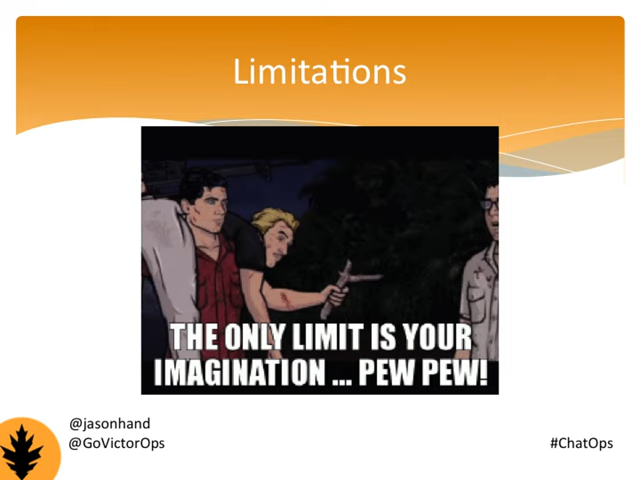 Limitations
THE ONLY LIMIT IS YOUR
IMAGINATION ... PEW PEW!
@jasonhand
@GoVictorOps
#ChatOps